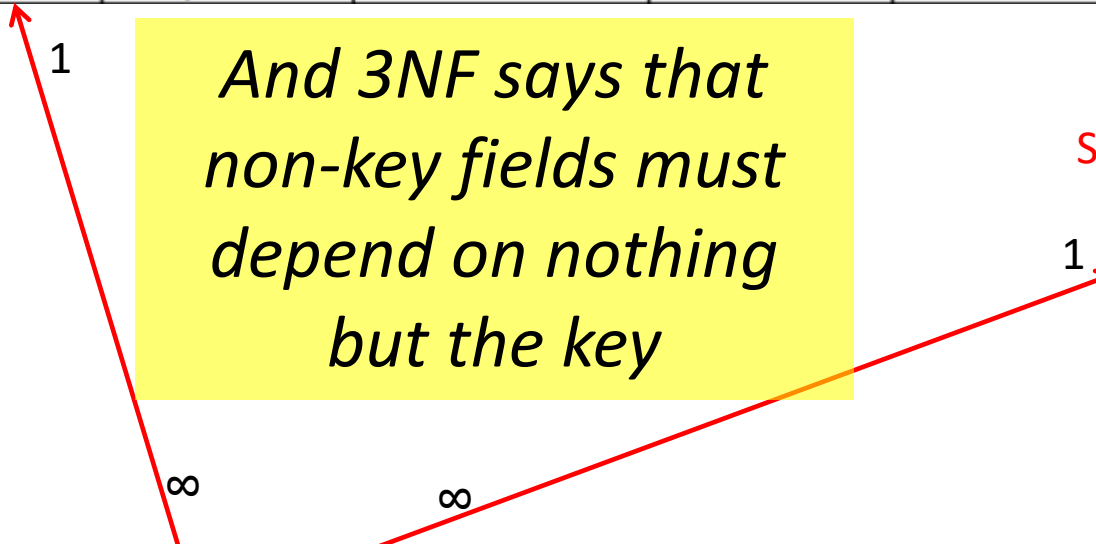 1
And 3NF says that
non-key fields must
depend on nothing
but the key
S
1
∞
∞